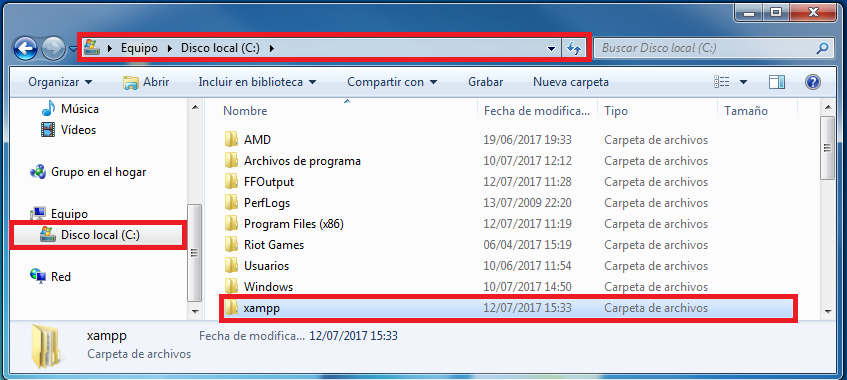 Equipo Disco local (C:) Buscar Disco local (C:)
Organizar Abrir Incluir en biblioteca Compartir con Grabar Nueva carpeta
Música
Vídeos
Grupo en el hogar
Equipo
Disco local (C:)
Red
Nombre Fecha de modifica... Tipo Tamaño
AMD 19/06/2017 19:33 Carpeta de archivos
Archivos de programa 10/07/2017 12:12 Carpeta de archivos
FFOutput 12/07/2017 11:28 Carpeta de archivos
PerfLogs 13/07/2009 22:20 Carpeta de archivos
Program Files (x86) 12/07/2017 11:19 Carpeta de archivos
Riot Games 06/04/2017 15:19 Carpeta de archivos
Usuarios 10/06/2017 11:54 Carpeta de archivos
Windows 10/07/2017 14:50 Carpeta de archivos
xampp 12/07/2017 15:33 Carpeta de archivos
xampp Fecha de modifica... 12/07/2017 15:33
Carpeta de archivos